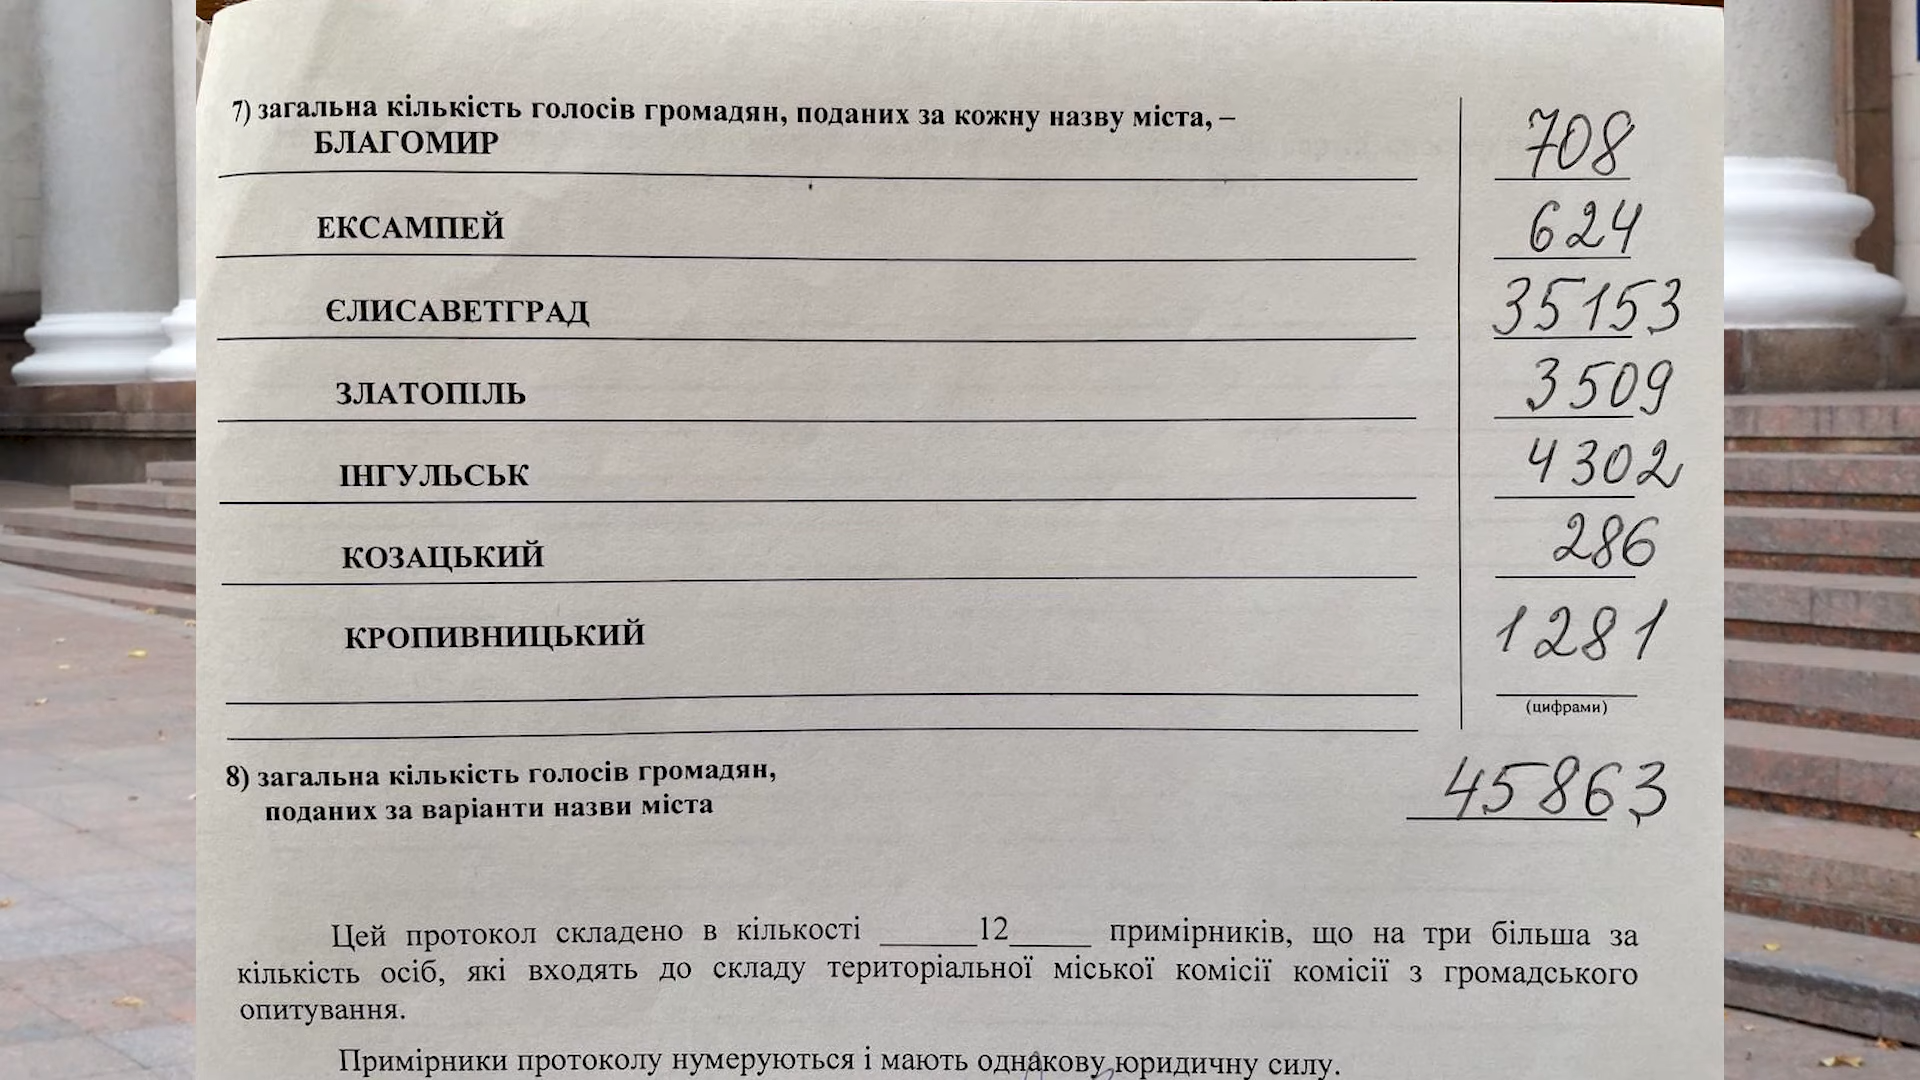 7) загальна кількість голосів громадян, поданих за кожну назву міста, –
БЛАГОМИР 708
ЕКСАМПЕЙ 624
ЄЛИСАВЕТГРАД 35153
ЗЛАТОПІЛЬ 3509
ІНГУЛЬСЬК 4302
КОЗАЦЬКИЙ 286
КРОПИВНИЦЬКИЙ 1281
(цифрами)
8) загальна кількість голосів громадян,
поданих за варіанти назви міста 45863
Цей протокол складено в кількості ______12_____ примірників, що на три більша за
кількість осіб, які входять до складу територіальної міської комісії комісії з громадського
опитування.
Примірники протоколу нумеруються і мають однакову юридичну силу.